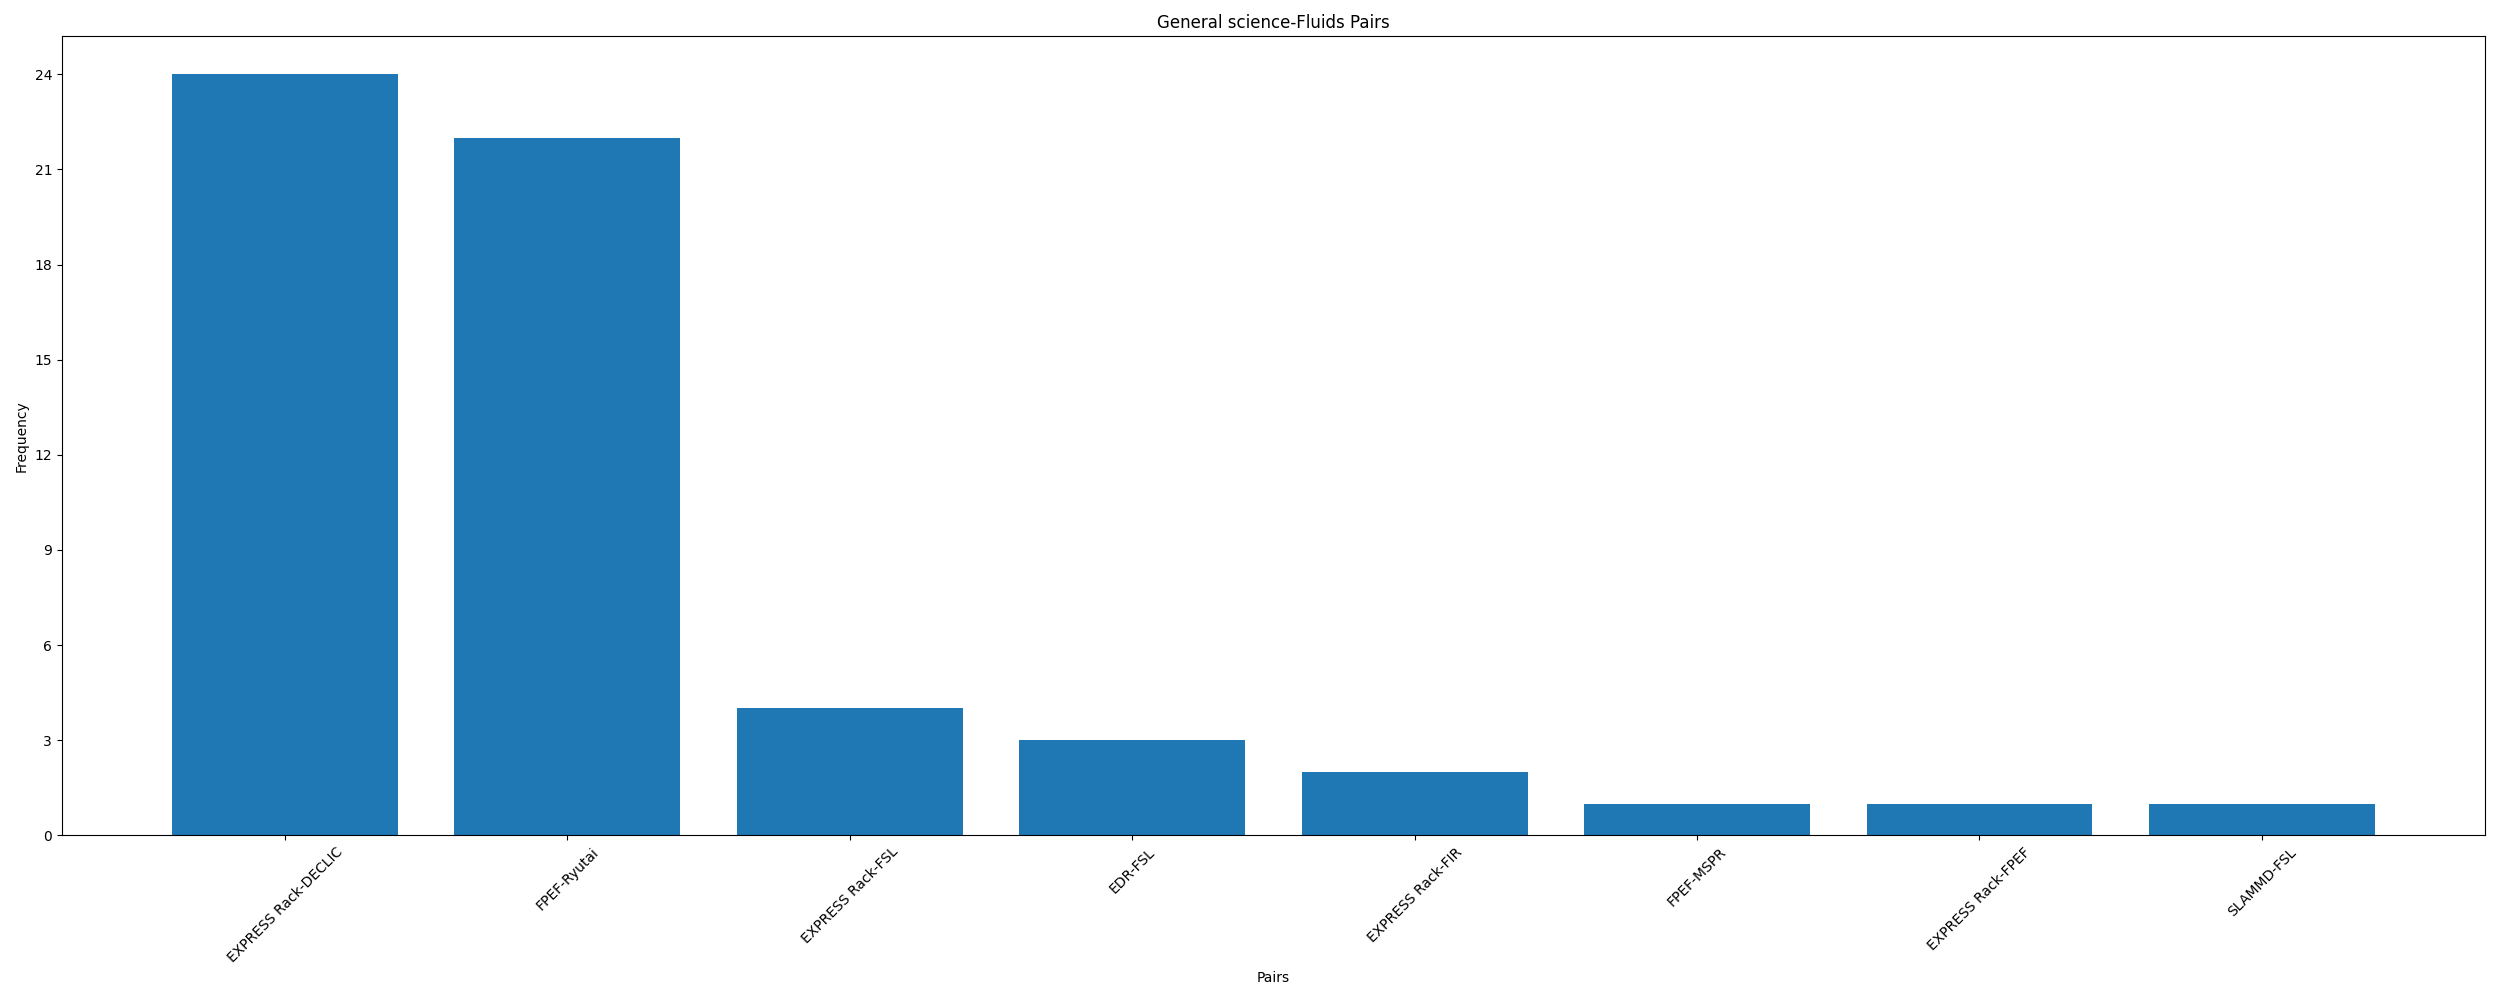 General science-Fluids Pairs
Frequency
24
21
18
15
12
9
6
3
0
EXPRESS Rack-DECLIC
FPEF-Ryutai
EXPRESS Rack-FSL
EDR-FSL
EXPRESS Rack-FIR
FPEF-MSPR
EXPRESS Rack-FPEF
SLAMMD-FSL
Pairs